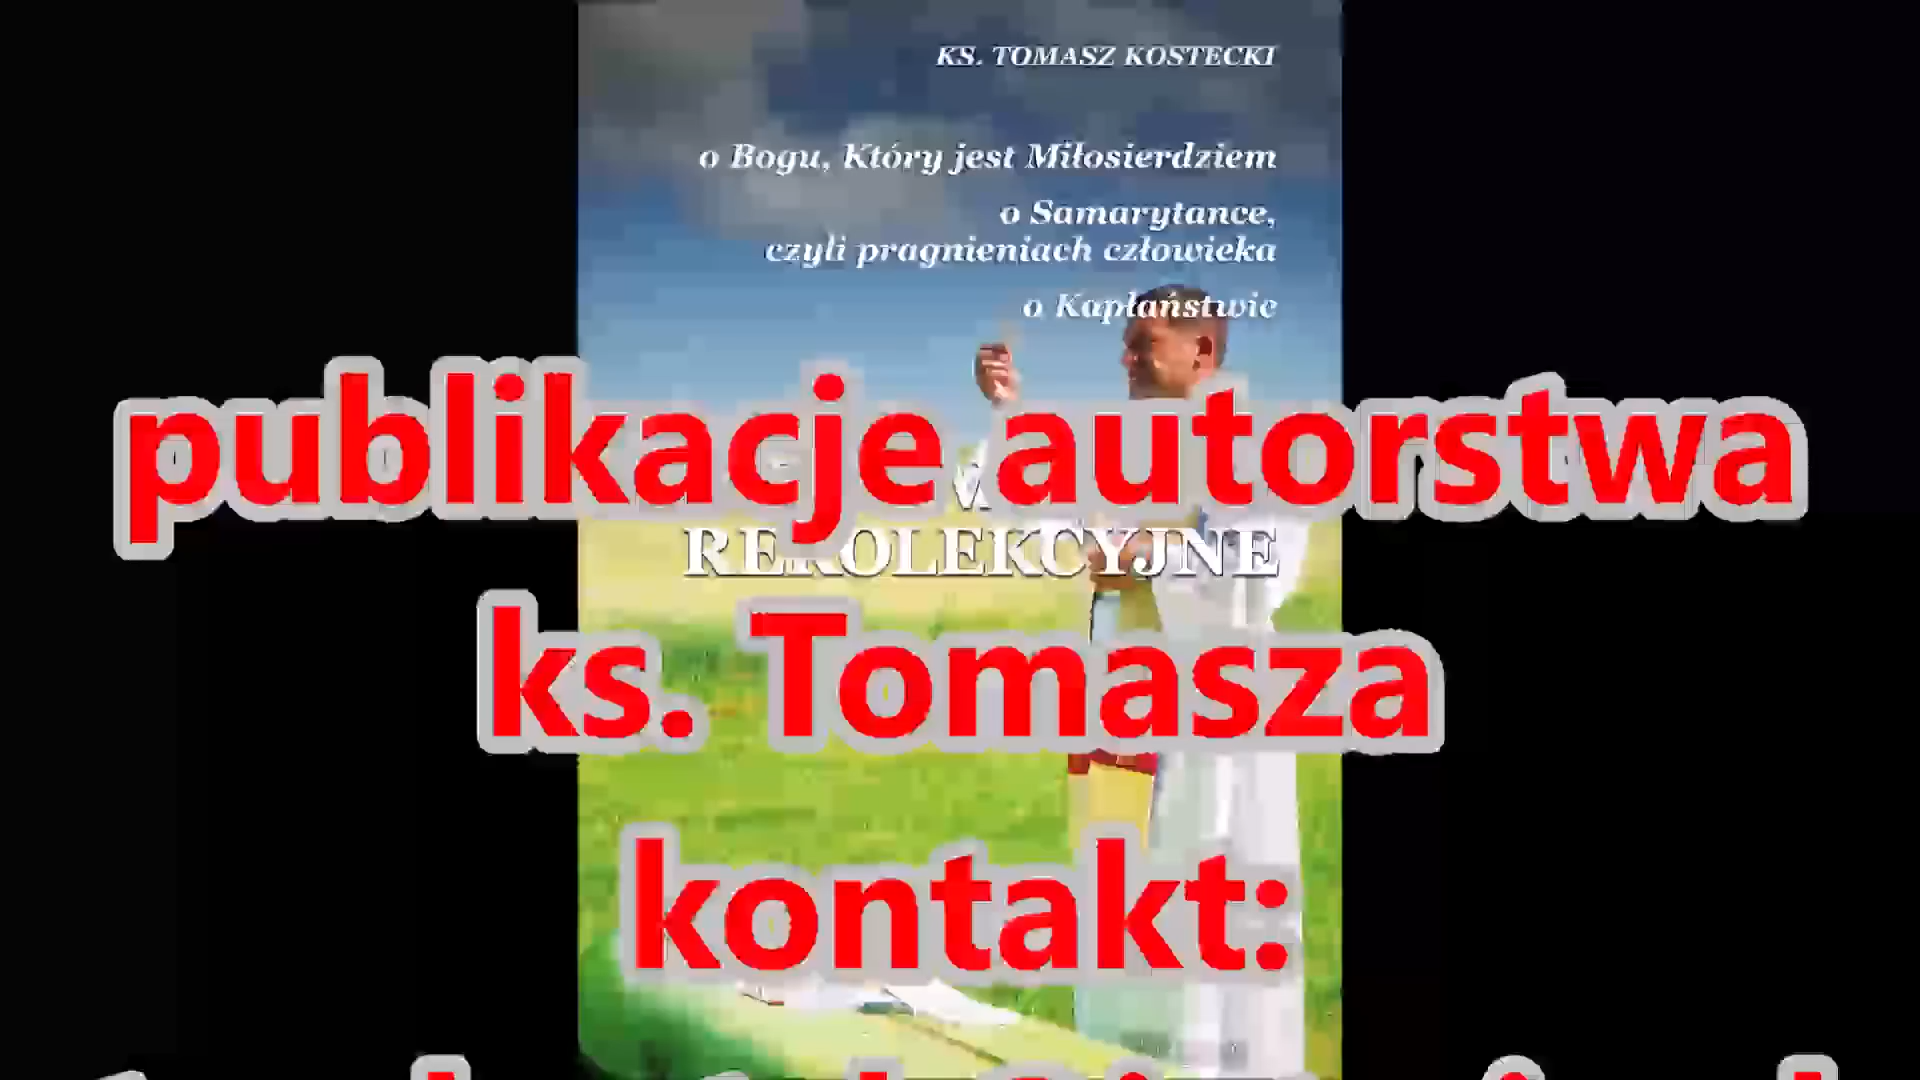 KS. TOMASZ KOSTECKI
o Bogu, Który jest Miłosierdziem
o Samarytance,
czyli pragnieniach człowieka
o Kapłaństwie
publikacje autorstwa
REKOLEKCYJNE
ks. Tomasza
kontakt: